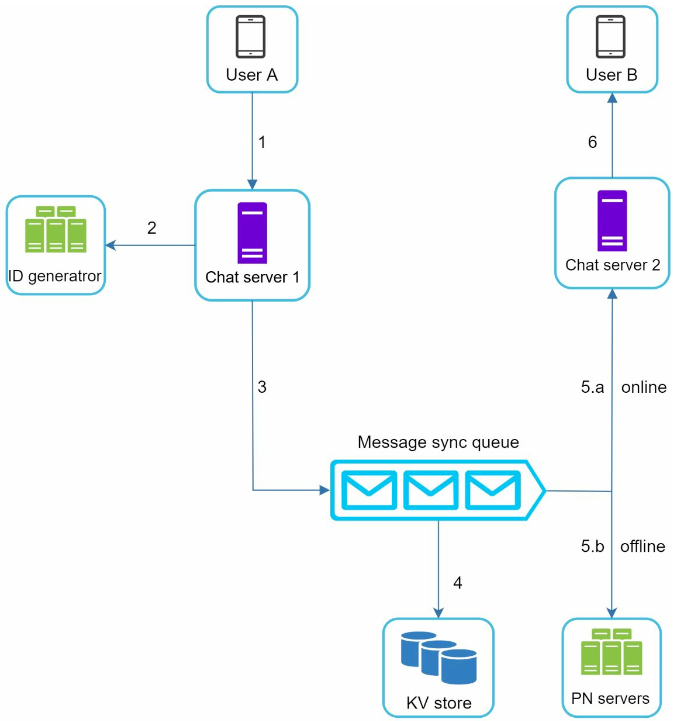 User A
User B
1
6
2
ID generatror
Chat server 1
Chat server 2
3
5.a online
Message sync queue
5.b offline
4
KV store
PN servers